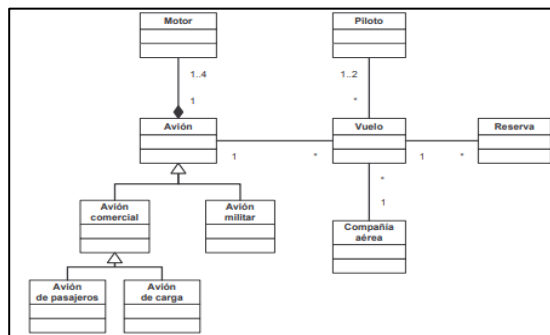 Motor
Piloto
1..4
1..2
1
*
Avión
Vuelo
Reserva
1
*
1
*
*
1
Avión
comercial
Avión
militar
Compañía
aérea
Avión
de pasajeros
Avión
de carga